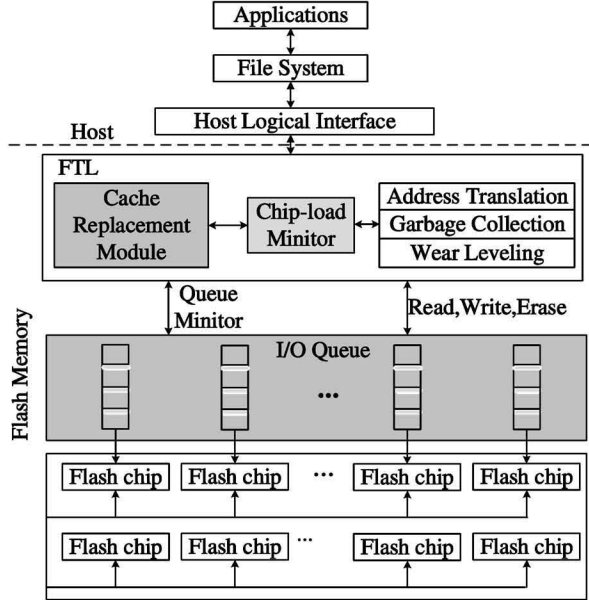 Applications
File System
Host Logical Interface
Host
FTL
Cache
Replacement
Module
Chip-load
Minitor
Address Translation
Garbage Collection
Wear Leveling
Queue
Minitor
Read,Write,Erase
Flash Memory
I/O Queue
...
Flash chip
Flash chip
...
Flash chip
Flash chip
Flash chip
Flash chip
...
Flash chip
Flash chip